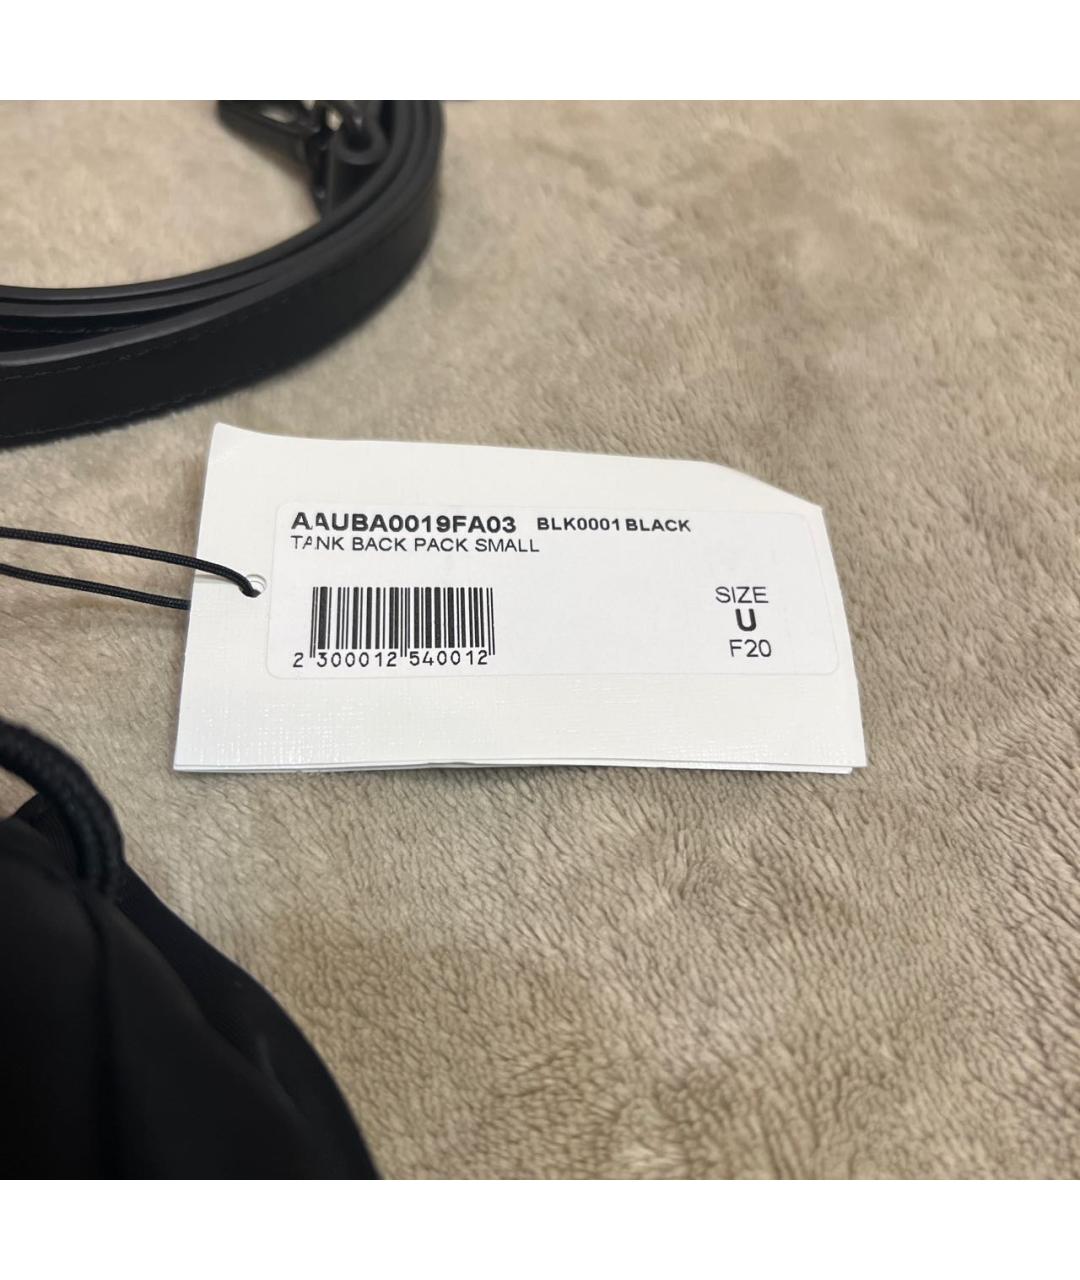 AAUBA0019FA03 BLK0001 BLACK
TANK BACK PACK SMALL
SIZE
U
F20
2 300012 540012